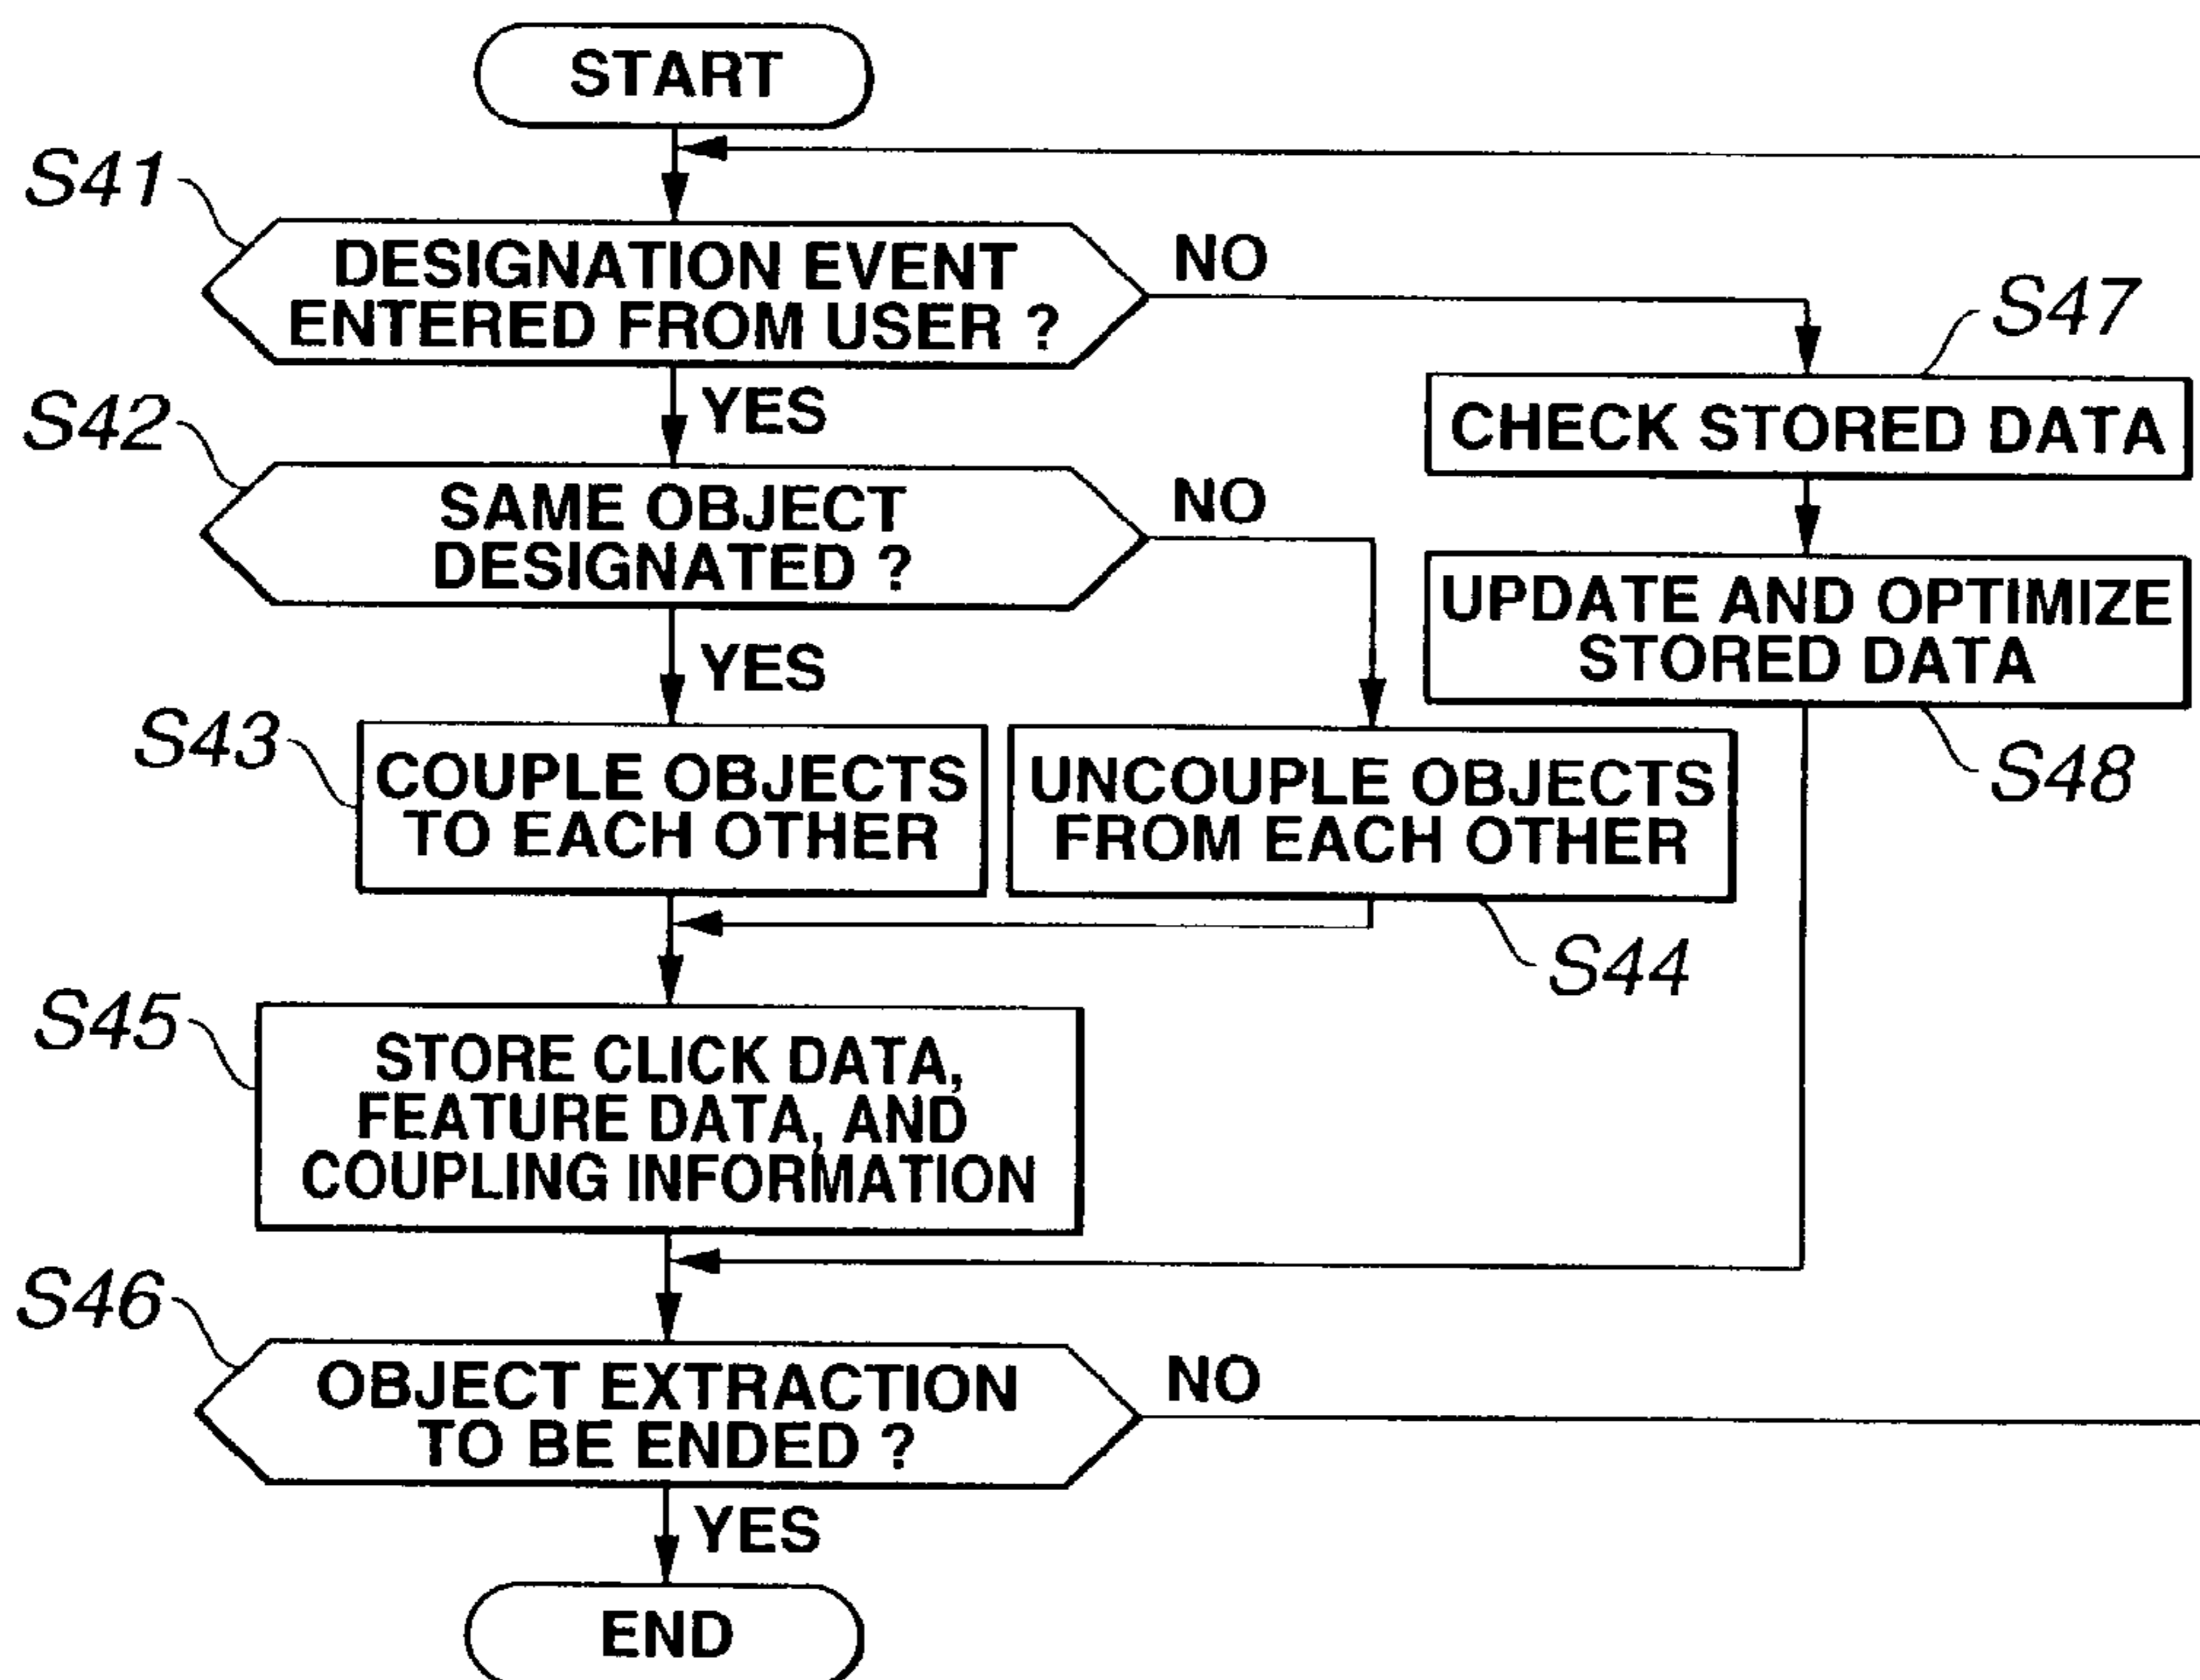 START
S41
DESIGNATION EVENT
ENTERED FROM USER ?
NO
YES
S47
CHECK STORED DATA
S42
SAME OBJECT
DESIGNATED ?
NO
YES
UPDATE AND OPTIMIZE
STORED DATA
S48
S43
COUPLE OBJECTS
TO EACH OTHER
UNCOUPLE OBJECTS
FROM EACH OTHER
S44
S45
STORE CLICK DATA,
FEATURE DATA, AND
COUPLING INFORMATION
S46
OBJECT EXTRACTION
TO BE ENDED ?
NO
YES
END